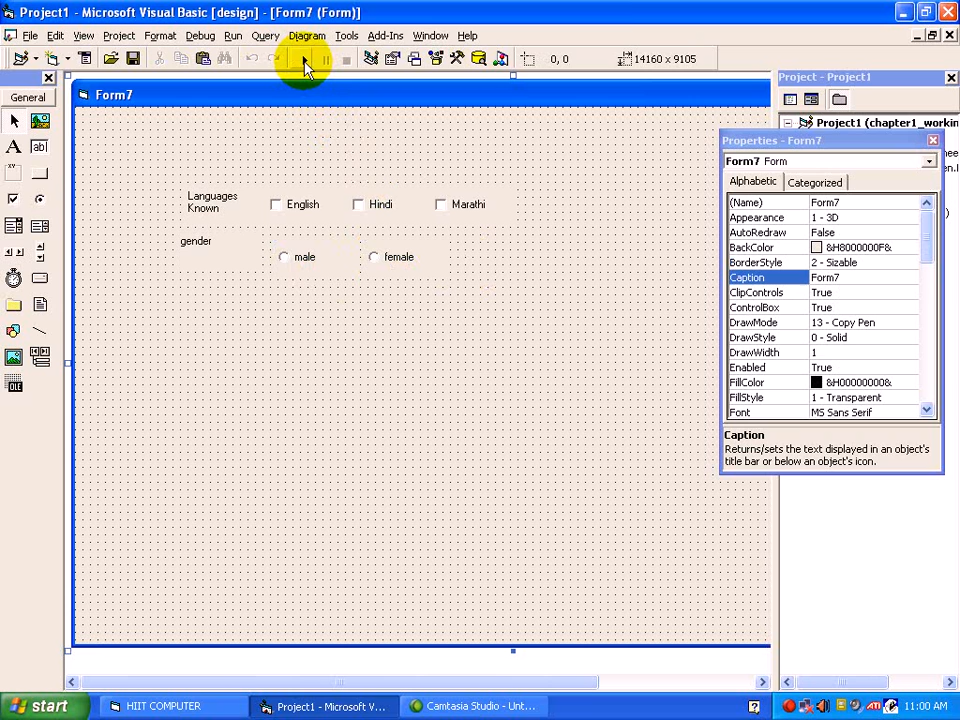 Project1 - Microsoft Visual Basic [design] - [Form7 (Form)]
File Edit View Project Format Debug Run Query Diagram Tools Add-Ins Window Help
0, 0 14160 x 9105
General
A
ab|
XY
OLE
Form7
Languages Known
English Hindi Marathi
gender
male female
Project - Project1
Project1 (chapter1_workin
Properties - Form7
Form7 Form
Alphabetic Categorized
(Name) Form7
Appearance 1 - 3D
AutoRedraw False
BackColor &H8000000F&
BorderStyle 2 - Sizable
Caption Form7
ClipControls True
ControlBox True
DrawMode 13 - Copy Pen
DrawStyle 0 - Solid
DrawWidth 1
Enabled True
FillColor &H00000000&
FillStyle 1 - Transparent
Font MS Sans Serif
Caption
Returns/sets the text displayed in an object's
title bar or below an object's icon.
start HIIT COMPUTER Project1 - Microsoft V... Camtasia Studio - Unt... 11:00 AM